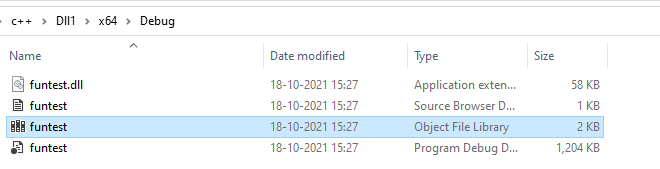 c++ > Dll1 > x64 > Debug
Name Date modified Type Size
funtest.dll 18-10-2021 15:27 Application exten... 58 KB
funtest 18-10-2021 15:27 Source Browser D... 1 KB
funtest 18-10-2021 15:27 Object File Library 2 KB
funtest 18-10-2021 15:27 Program Debug D... 1,204 KB